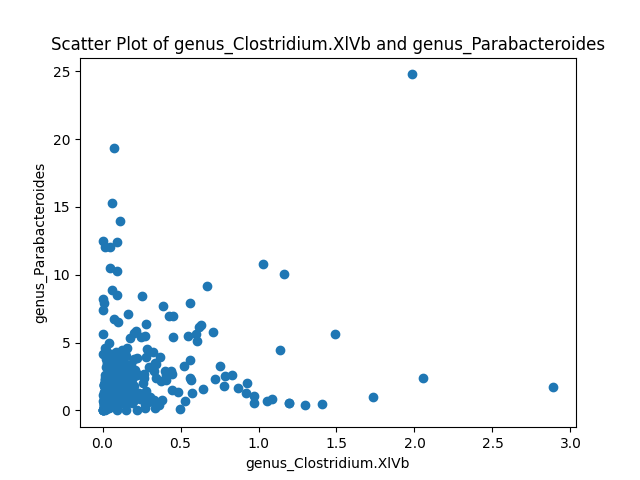 Scatter Plot of genus_Clostridium.XlVb and genus_Parabacteroides
25
20
15
10
5
0
genus_Parabacteroides
0.0 0.5 1.0 1.5 2.0 2.5 3.0
genus_Clostridium.XlVb